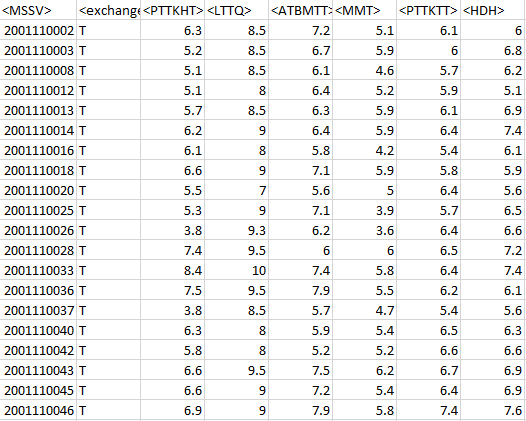 <MSSV> <exchange <PTTKHT> <LTTQ> <ATBMTT> <MMT> <PTTKTT> <HDH>
2001110002 T 6.3 8.5 7.2 5.1 6.1 6
2001110003 T 5.2 8.5 6.7 5.9 6 6.8
2001110008 T 5.1 8.5 6.1 4.6 5.7 6.2
2001110012 T 5.1 8 6.4 5.2 5.9 5.1
2001110013 T 5.7 8.5 6.3 5.9 6.1 6.9
2001110014 T 6.2 9 6.4 5.9 6.4 7.4
2001110016 T 6.1 8 5.8 4.2 5.4 6.1
2001110018 T 6.6 9 7.1 5.9 5.8 5.9
2001110020 T 5.5 7 5.6 5 6.4 5.6
2001110025 T 5.3 9 7.1 3.9 5.7 6.5
2001110026 T 3.8 9.3 6.2 3.6 6.4 6.6
2001110028 T 7.4 9.5 6 6 6.5 7.2
2001110033 T 8.4 10 7.4 5.8 6.4 7.4
2001110036 T 7.5 9.5 7.9 5.5 6.2 6.1
2001110037 T 3.8 8.5 5.7 4.7 5.4 5.6
2001110040 T 6.3 8 5.9 5.4 6.5 6.3
2001110042 T 5.8 8 5.2 5.2 6.6 6.6
2001110043 T 6.6 9.5 7.5 6.2 6.7 6.9
2001110045 T 6.6 9 7.2 5.4 6.4 6.9
2001110046 T 6.9 9 7.9 5.8 7.4 7.6